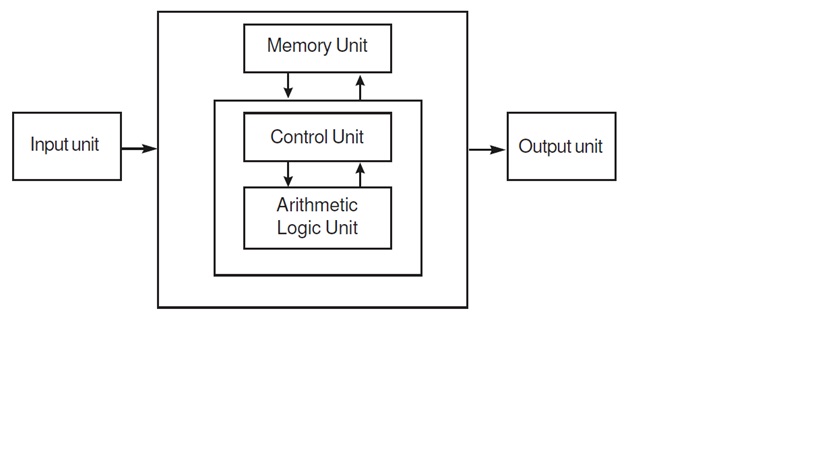 Memory Unit
Control Unit
Input unit
Output unit
Arithmetic
Logic Unit